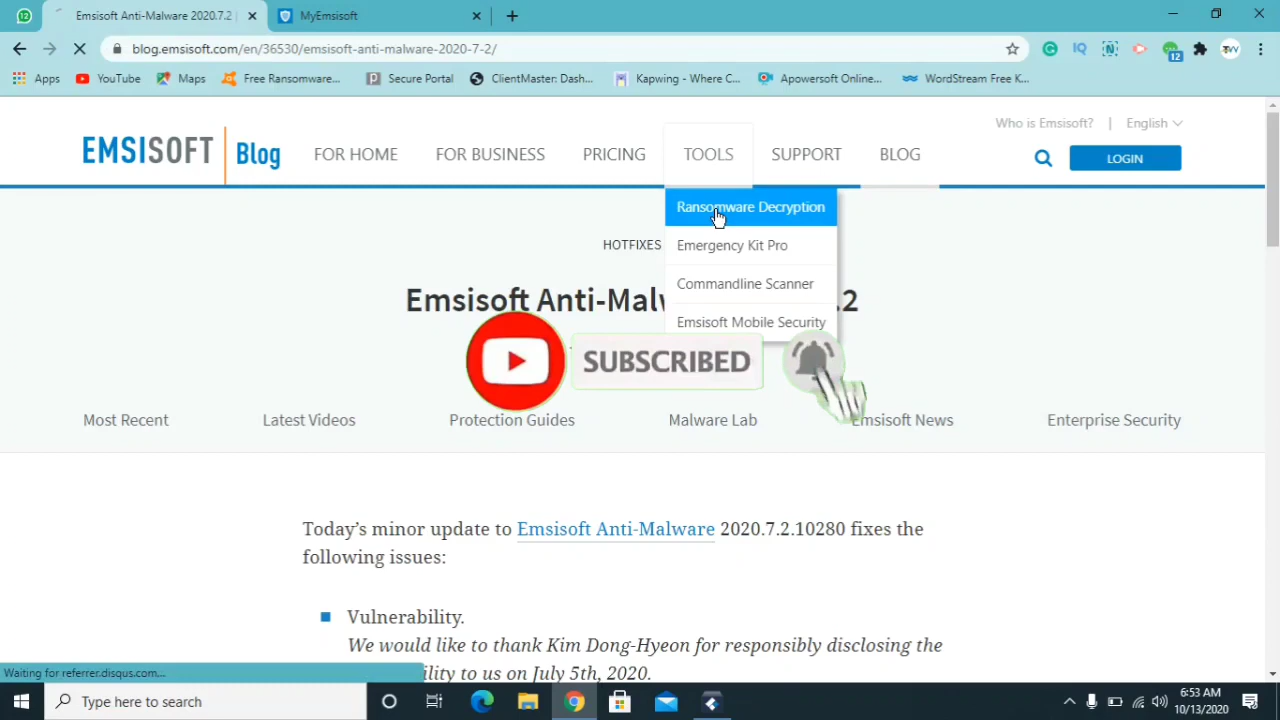 12
Emsisoft Anti-Malware 2020.7.2
MyEmsisoft
blog.emsisoft.com/en/36530/emsisoft-anti-malware-2020-7-2/
12
Apps
YouTube
Maps
Free Ransomware...
Secure Portal
ClientMaster: Dash...
Kapwing - Where C...
Apowersoft Online...
WordStream Free K...
Who is Emsisoft? | English
EMSISOFT Blog
FOR HOME
FOR BUSINESS
PRICING
TOOLS
SUPPORT
BLOG
LOGIN
Ransomware Decryption
Emergency Kit Pro
Commandline Scanner
Emsisoft Mobile Security
HOTFIXES
Emsisoft Anti-Mal .2
SUBSCRIBED
Most Recent
Latest Videos
Protection Guides
Malware Lab
Emsisoft News
Enterprise Security
Today's minor update to Emsisoft Anti-Malware 2020.7.2.10280 fixes the
following issues:
Vulnerability.
We would like to thank Kim Dong-Hyeon for responsibly disclosing the
ility to us on July 5th, 2020.
Waiting for referrer.disqus.com...
Type here to search
6:53 AM
10/13/2020